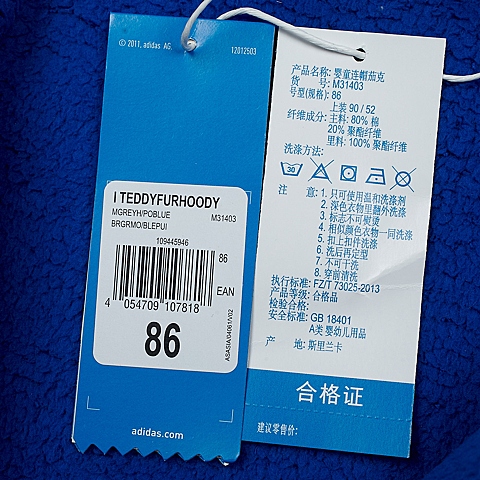 © 2011, adidas AG.
12012503
I TEDDYFURHOODY
MGREYH/POBLUE M31403
BRGRMO/BLEPUI
109445946
86
EAN
4 054709 107818
86
ASASIA/04061/V02
adidas.com
产品名称: 婴童连帽茄克
货 号: M31403
号型(规格): 86
上装 90 / 52
纤维成分: 主料: 80% 棉
20% 聚酯纤维
里料: 100% 聚酯纤维
洗涤方法:
30
注 意: 1. 只可使用温和洗涤剂
2. 深色衣物里翻外洗涤
3. 标志不可熨烫
4. 相似颜色衣物一同洗涤
5. 扣上扣件洗涤
6. 洗后再定型
7. 不可干洗
8. 穿前清洗
执行标准: FZ/T 73025-2013
产品等级: 合格品
检验合格:
安全标准: GB 18401
A类 婴幼儿用品
产 地: 斯里兰卡
合格证
建议零售价: